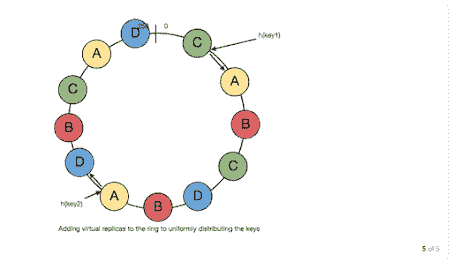 0
D
C
h(key1)
A
A
C
B
B
D
C
h(key2)
A
B
D
Adding virtual replicas to the ring to uniformly distributing the keys
5 of 5